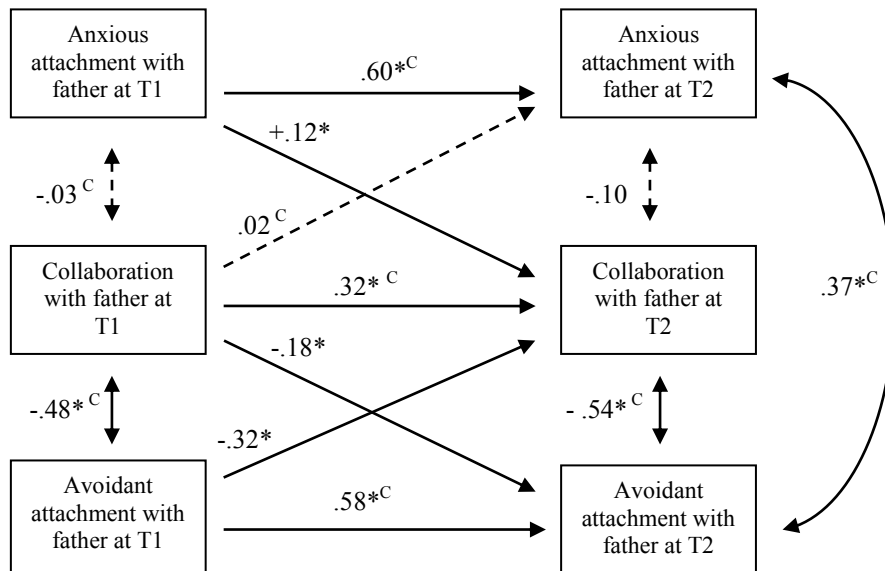 Anxious
attachment with
father at T1
Anxious
attachment with
father at T2
.60*C
+.12*
-.03 C
.02 C
-.10
Collaboration
with father at
T1
Collaboration
with father at
T2
.32* C
.37*C
-.18*
-.48* C
-.32*
- .54* C
Avoidant
attachment with
father at T1
Avoidant
attachment with
father at T2
.58*C